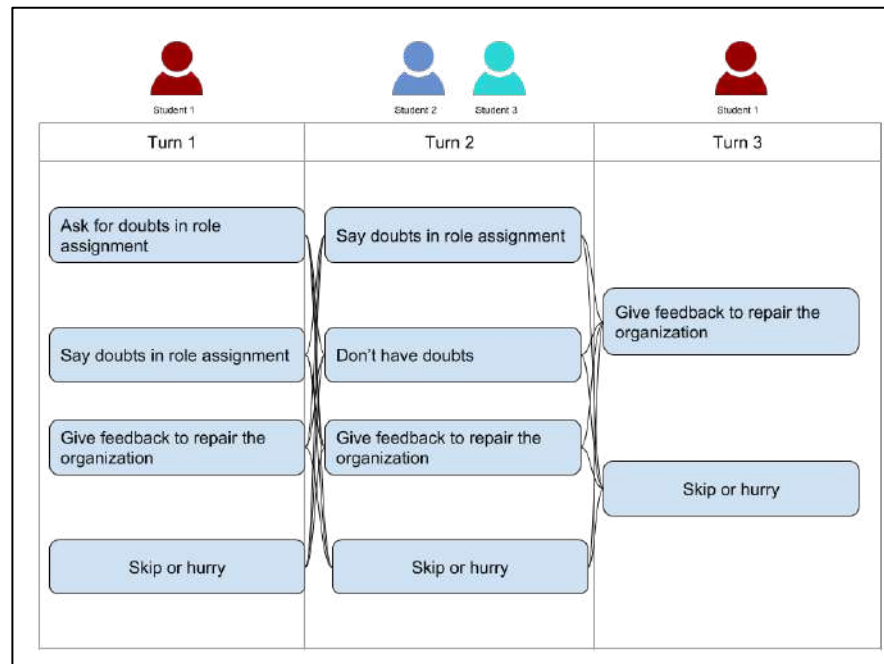 Student 1
Student 2
Student 3
Student 1
Turn 1
Turn 2
Turn 3
Ask for doubts in role
assignment
Say doubts in role assignment
Give feedback to repair the
organization
Skip or hurry
Say doubts in role assignment
Don't have doubts
Give feedback to repair the
organization
Skip or hurry
Give feedback to repair the
organization
Skip or hurry